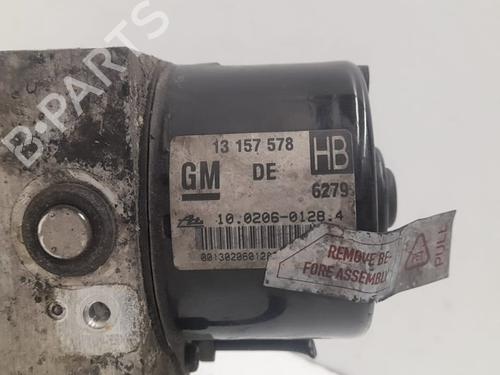 B-PARTS
13 157 578
HB
GM
DE
6279
10.0206-0128.4
REMOVE BE-
FORE ASSEMBLY
PULL